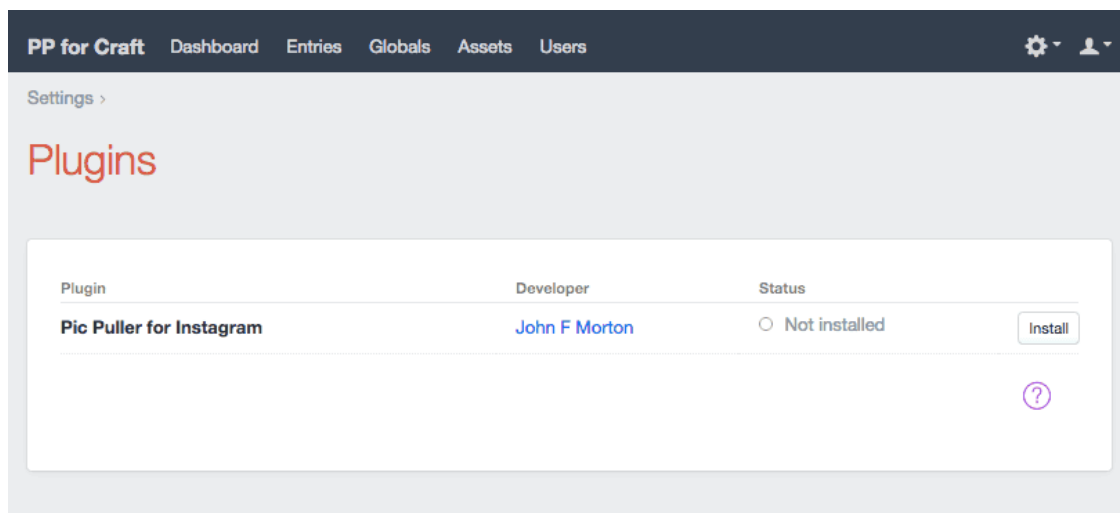 PP for Craft Dashboard Entries Globals Assets Users
Settings ›
Plugins
Plugin Developer Status
Pic Puller for Instagram John F Morton Not installed Install
?